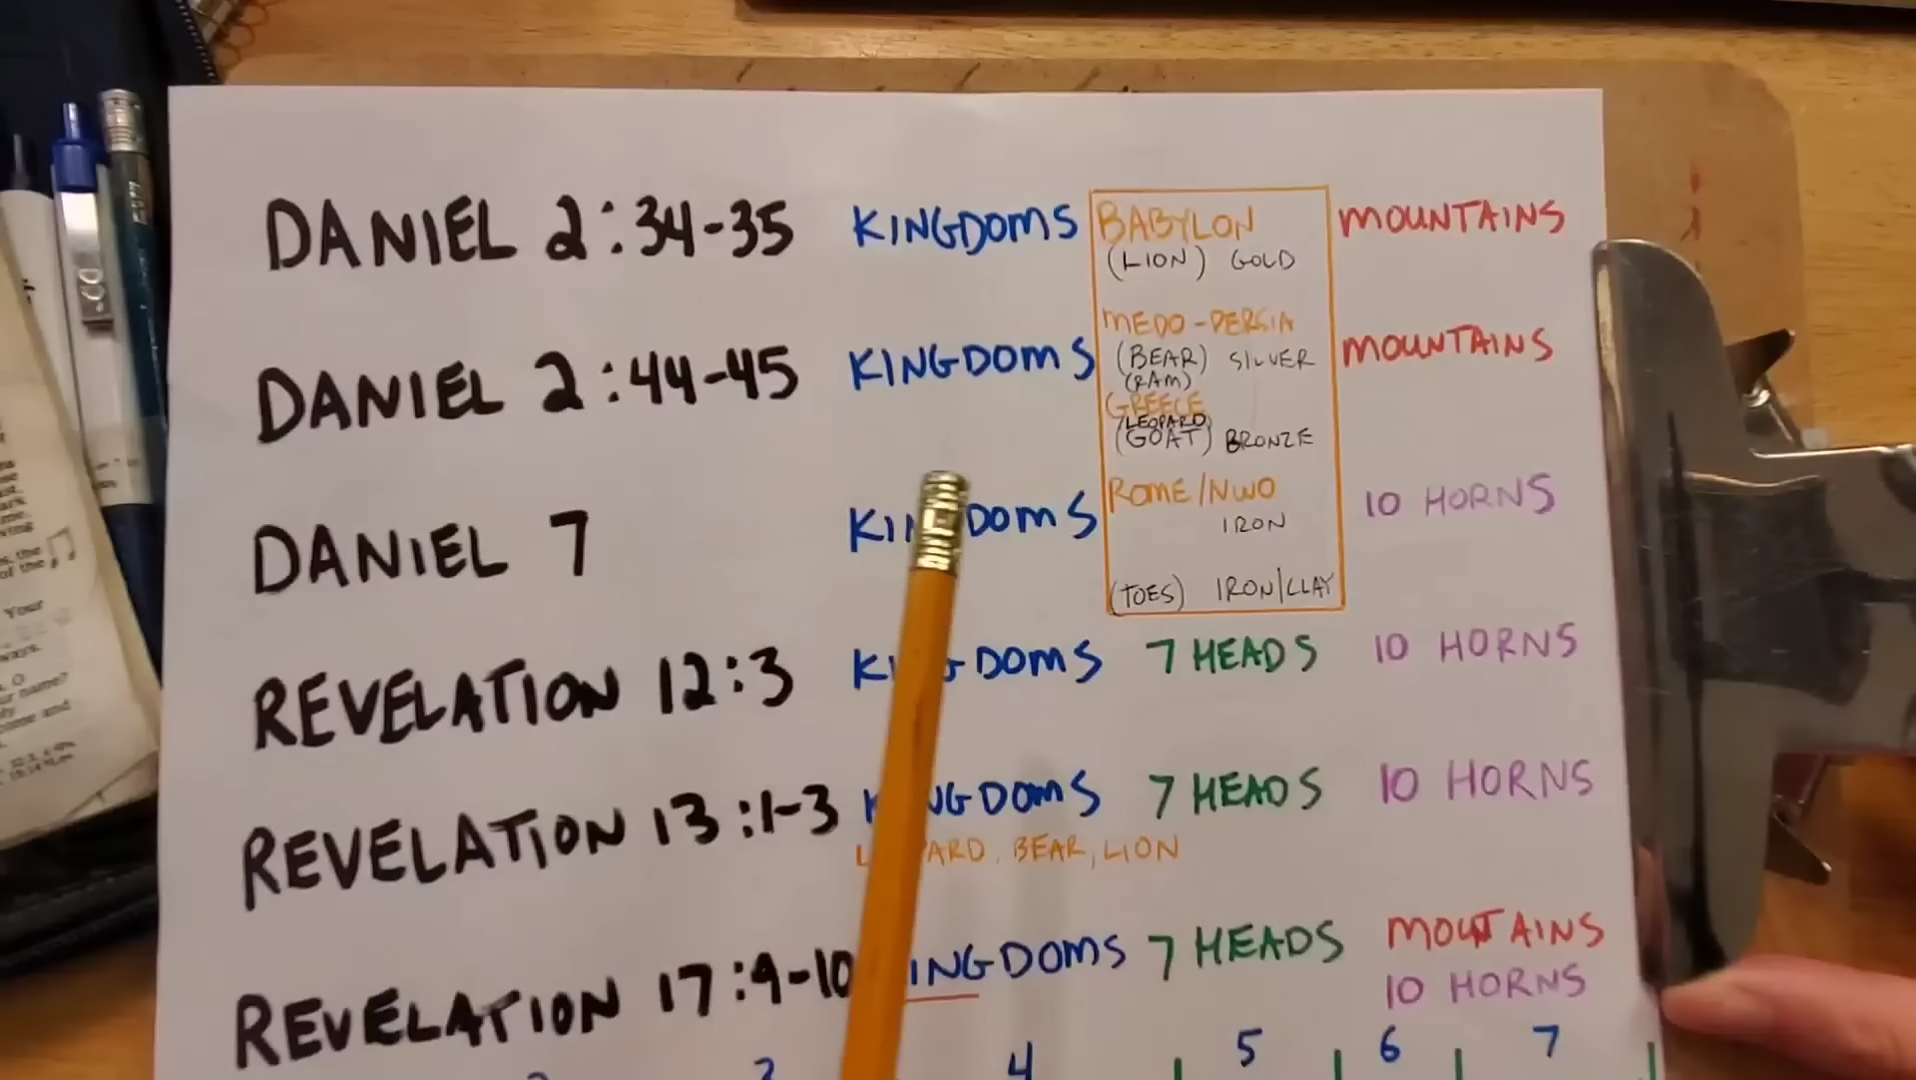 DANIEL 2:34-35 KINGDOMS BABYLON MOUNTAINS
(LION) GOLD
MEDO-PERSIA
DANIEL 2:44-45 KINGDOMS (BEAR) SILVER MOUNTAINS
(RAM)
GREECE
/LEOPARD
(GOAT) BRONZE
DANIEL 7 KINGDOMS ROME/NWO 10 HORNS
IRON
(TOES) IRON/CLAY
REVELATION 12:3 KINGDOMS 7 HEADS 10 HORNS
REVELATION 13:1-3 KINGDOMS 7 HEADS 10 HORNS
LEOPARD, BEAR, LION
REVELATION 17:9-10 KINGDOMS 7 HEADS MOUTAINS
10 HORNS
3 4 5 6 7